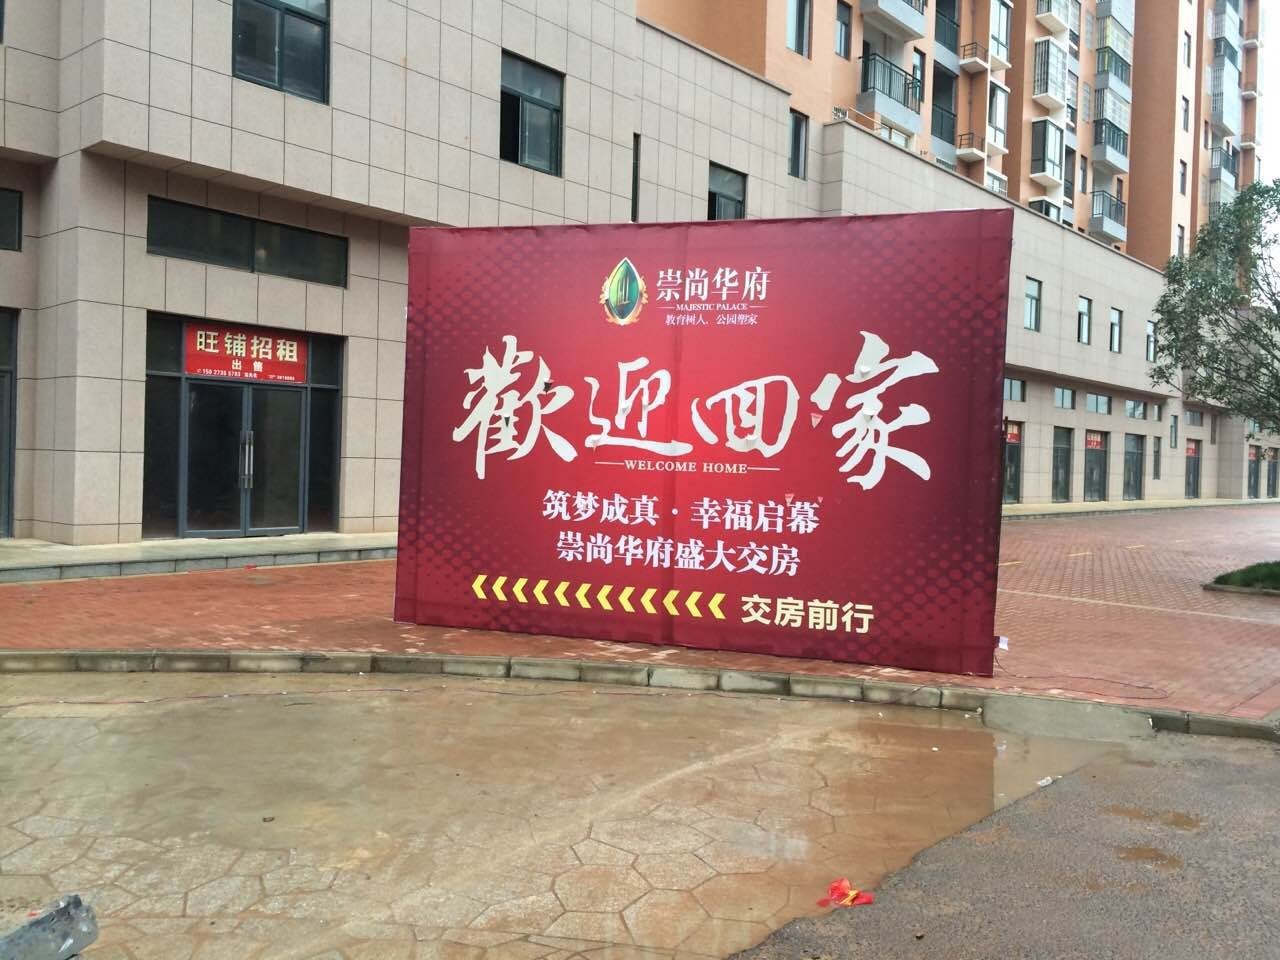 崇尚华府
MAJESTIC PALACE
教育树人，公园塑家
歡迎回家
WELCOME HOME
筑梦成真·幸福启幕
崇尚华府盛大交房
交房前行
旺铺招租
出售